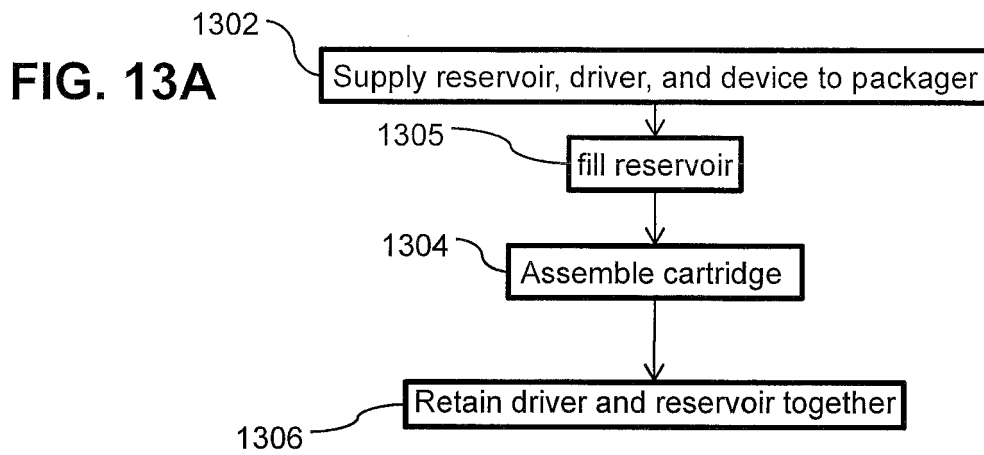 1302
FIG. 13A
Supply reservoir, driver, and device to packager
1305
fill reservoir
1304
Assemble cartridge
Retain driver and reservoir together
1306